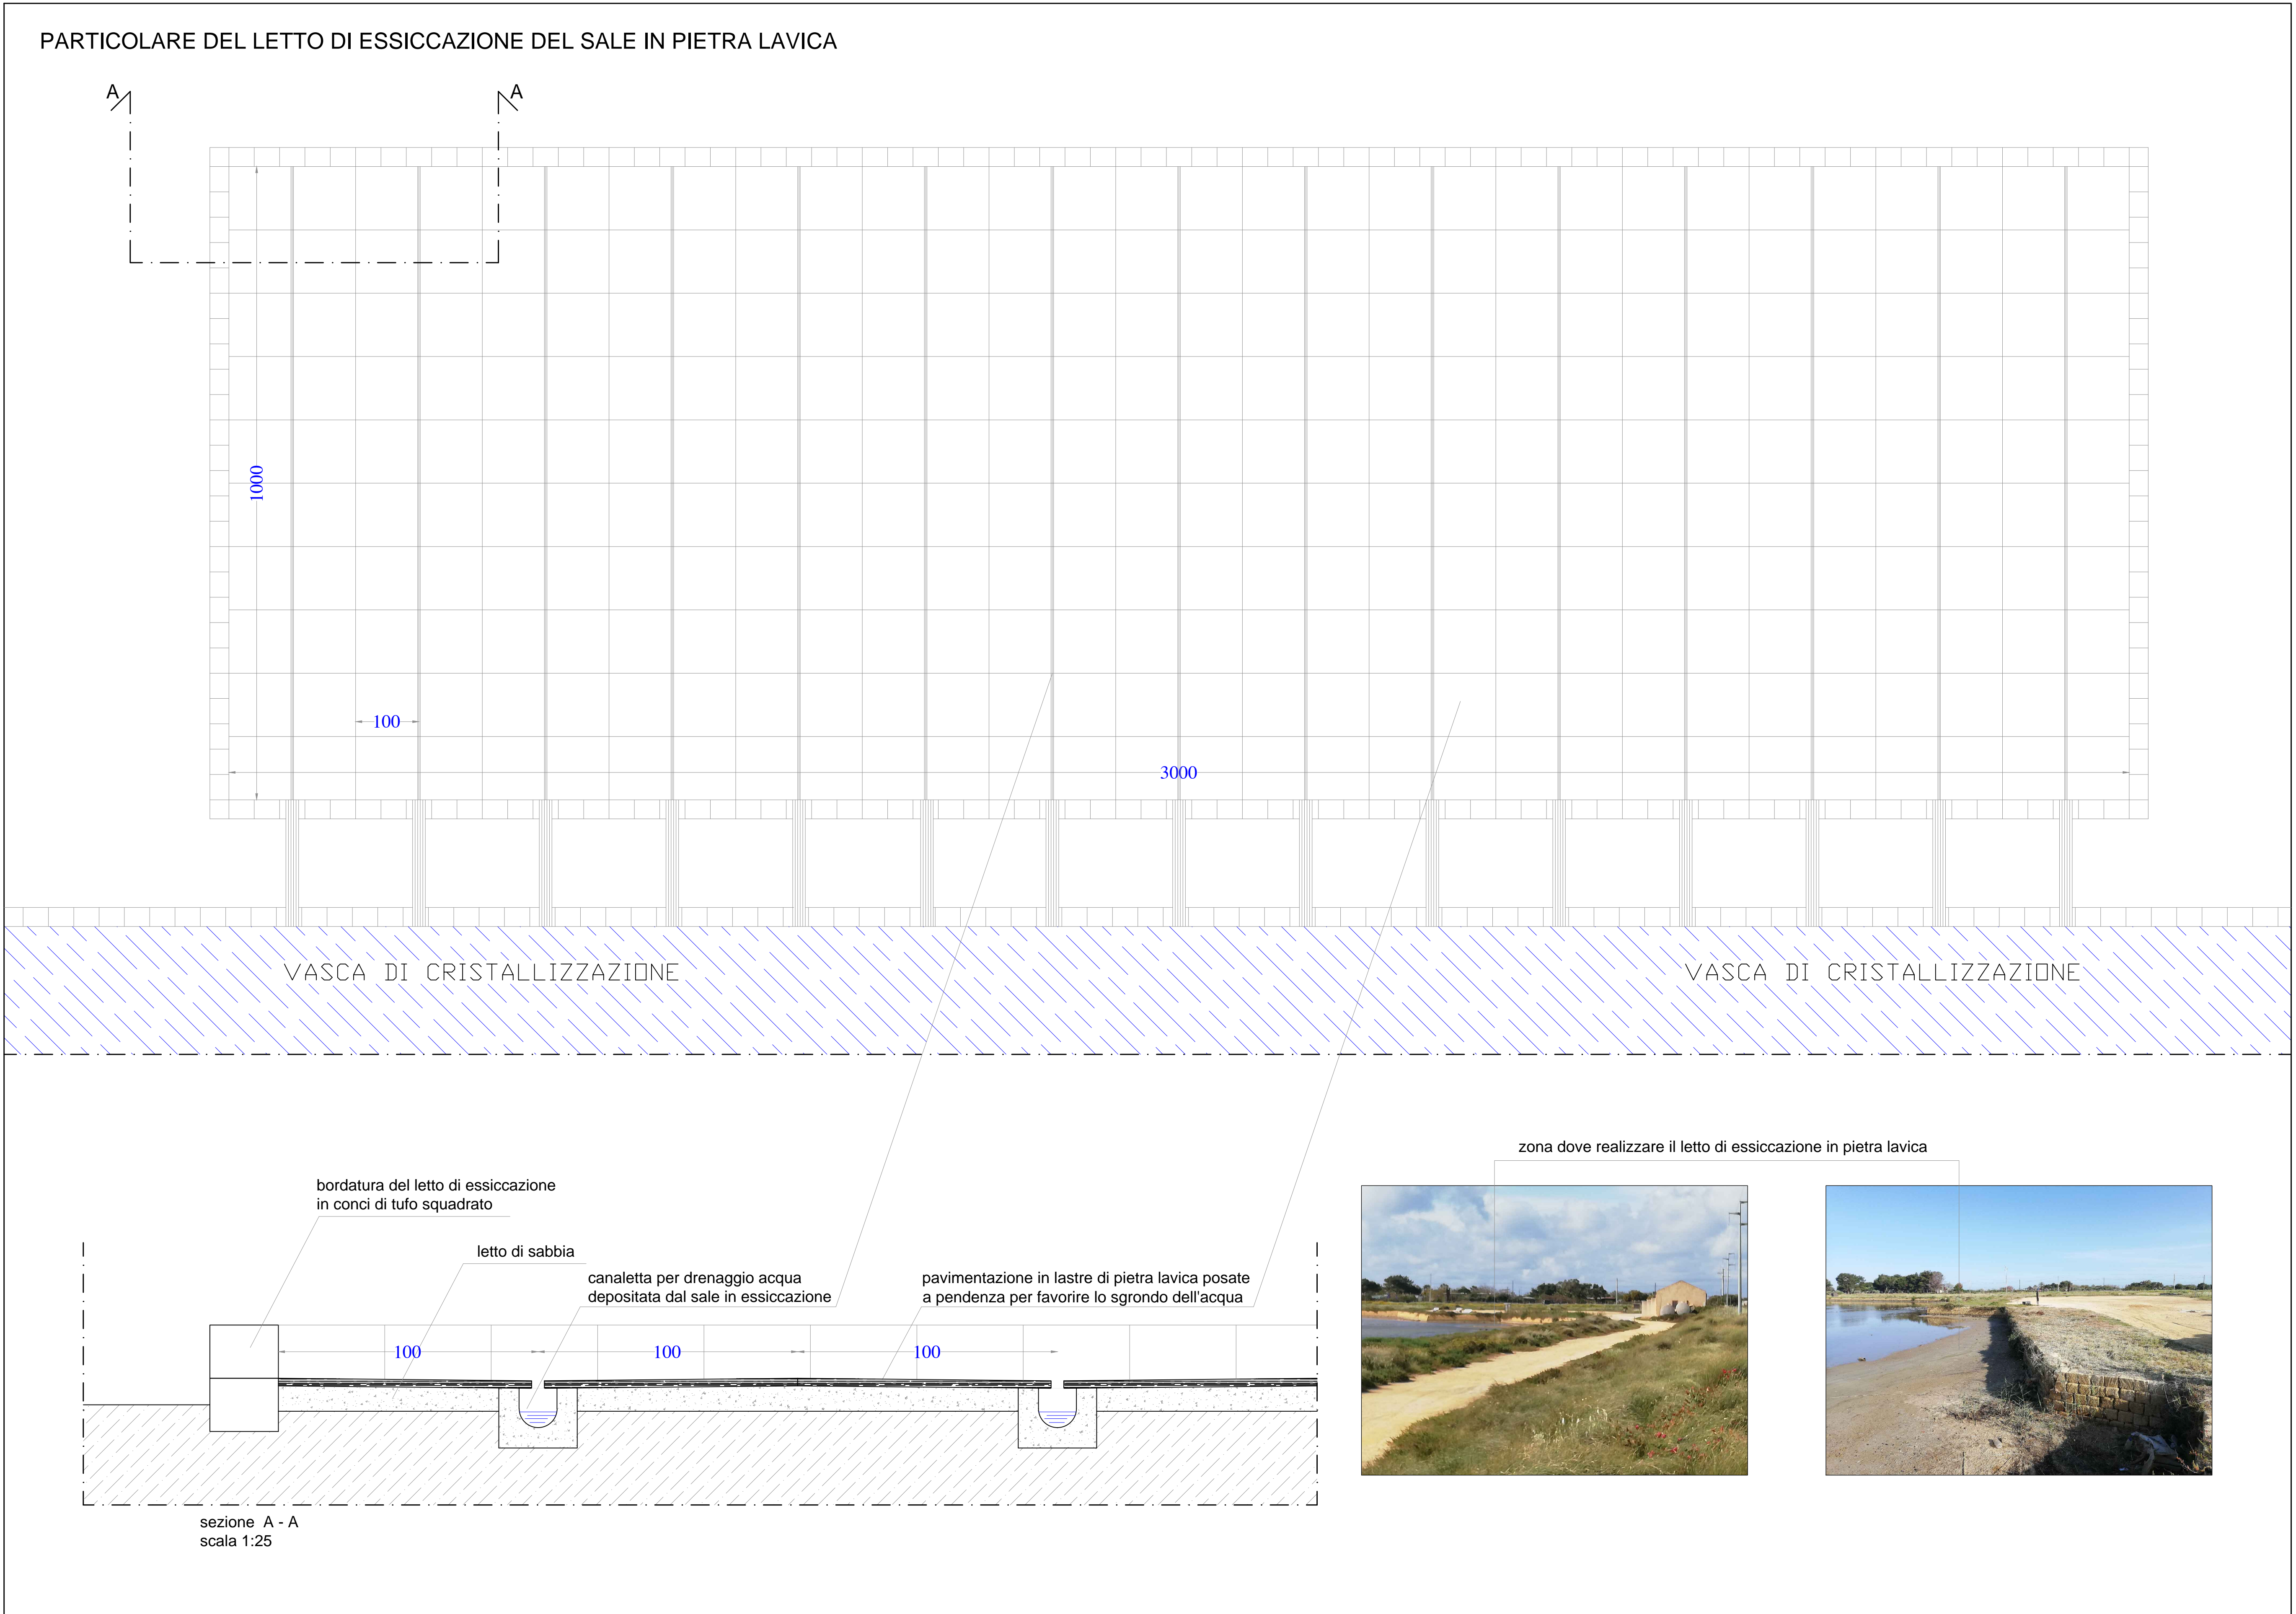 PARTICOLARE DEL LETTO DI ESSICCAZIONE DEL SALE IN PIETRA LAVICA
A A
1000
100
3000
VASCA DI CRISTALLIZZAZIONE VASCA DI CRISTALLIZZAZIONE
zona dove realizzare il letto di essiccazione in pietra lavica
bordatura del letto di essiccazione
in conci di tufo squadrato
letto di sabbia
canaletta per drenaggio acqua
depositata dal sale in essiccazione
pavimentazione in lastre di pietra lavica posate
a pendenza per favorire lo sgrondo dell'acqua
100 100 100
sezione A - A
scala 1:25